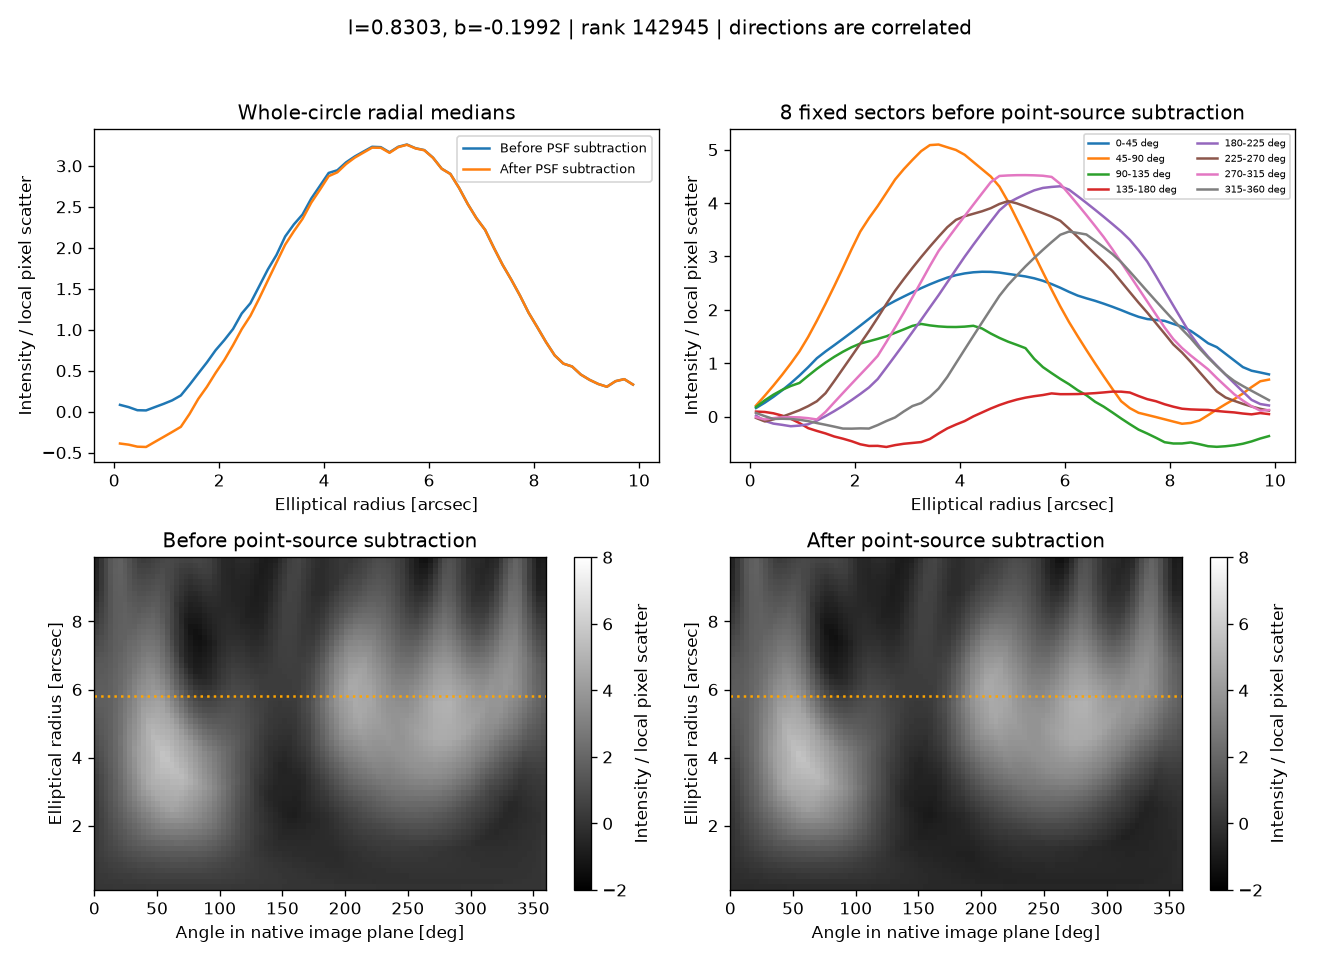 l=0.8303, b=-0.1992 | rank 142945 | directions are correlated
Whole-circle radial medians
Before PSF subtraction
After PSF subtraction
Intensity / local pixel scatter
3.0
2.5
2.0
1.5
1.0
0.5
0.0
−0.5
0 2 4 6 8 10
Elliptical radius [arcsec]
8 fixed sectors before point-source subtraction
0-45 deg
45-90 deg
90-135 deg
135-180 deg
180-225 deg
225-270 deg
270-315 deg
315-360 deg
Intensity / local pixel scatter
5
4
3
2
1
0
0 2 4 6 8 10
Elliptical radius [arcsec]
Before point-source subtraction
Elliptical radius [arcsec]
8
6
4
2
0 50 100 150 200 250 300 350
Angle in native image plane [deg]
8
6
4
2
0
−2
Intensity / local pixel scatter
After point-source subtraction
Elliptical radius [arcsec]
8
6
4
2
0 50 100 150 200 250 300 350
Angle in native image plane [deg]
8
6
4
2
0
−2
Intensity / local pixel scatter